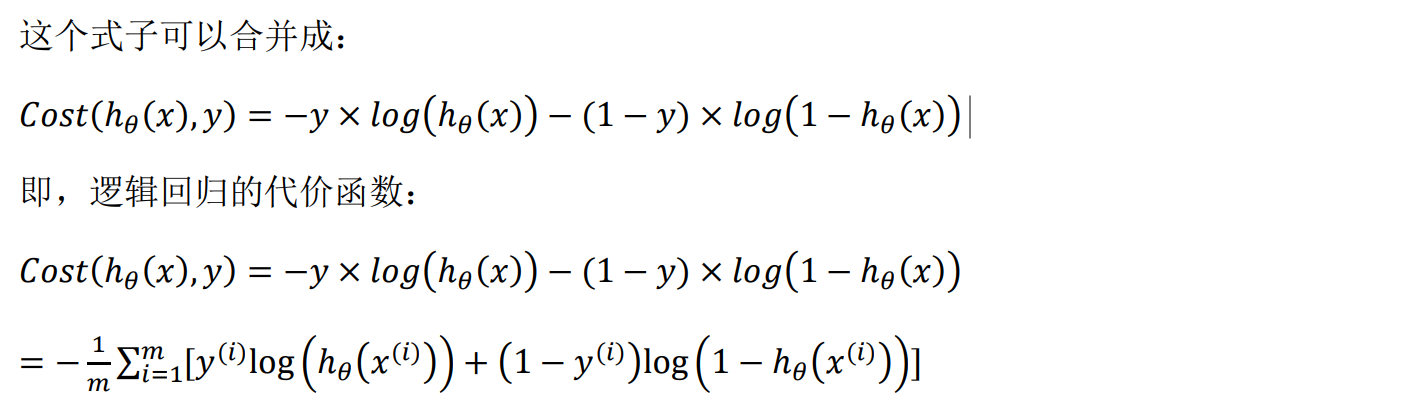 这个式子可以合并成：
Cost(hθ(x), y) = −y × log(hθ(x)) − (1 − y) × log(1 − hθ(x))
即，逻辑回归的代价函数：
Cost(hθ(x), y) = −y × log(hθ(x)) − (1 − y) × log(1 − hθ(x))
= − 1/m ∑ᵐᵢ₌₁[y⁽ⁱ⁾log(hθ(x⁽ⁱ⁾)) + (1 − y⁽ⁱ⁾)log(1 − hθ(x⁽ⁱ⁾))]